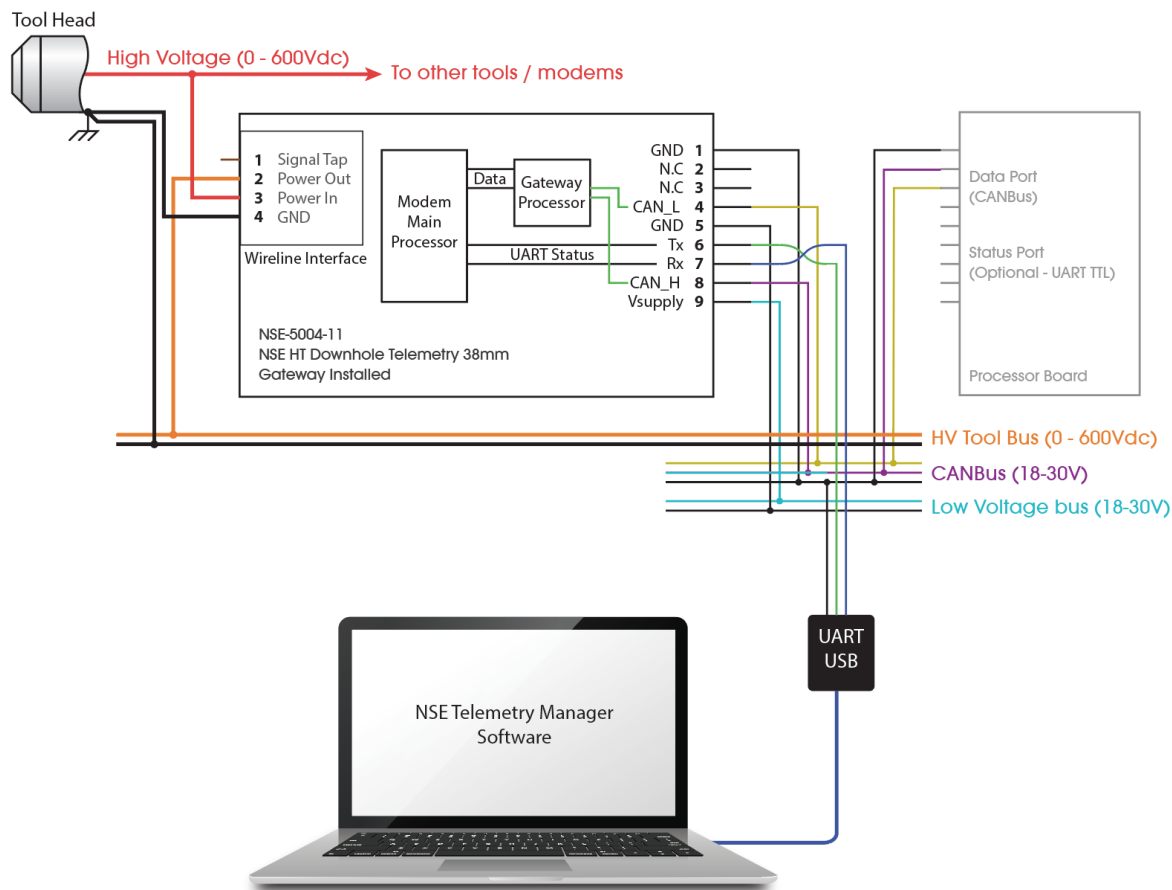 Tool Head
High Voltage (0 - 600Vdc)
To other tools / modems
1 Signal Tap
2 Power Out
3 Power In
4 GND
Wireline Interface
Modem
Main
Processor
Data
Gateway
Processor
UART Status
GND 1
N.C 2
N.C 3
CAN_L 4
GND 5
Tx 6
Rx 7
CAN_H 8
Vsupply 9
NSE-5004-11
NSE HT Downhole Telemetry 38mm
Gateway Installed
Data Port
(CANBus)
Status Port
(Optional - UART TTL)
Processor Board
HV Tool Bus (0 - 600Vdc)
CANBus (18-30V)
Low Voltage bus (18-30V)
UART
USB
NSE Telemetry Manager
Software